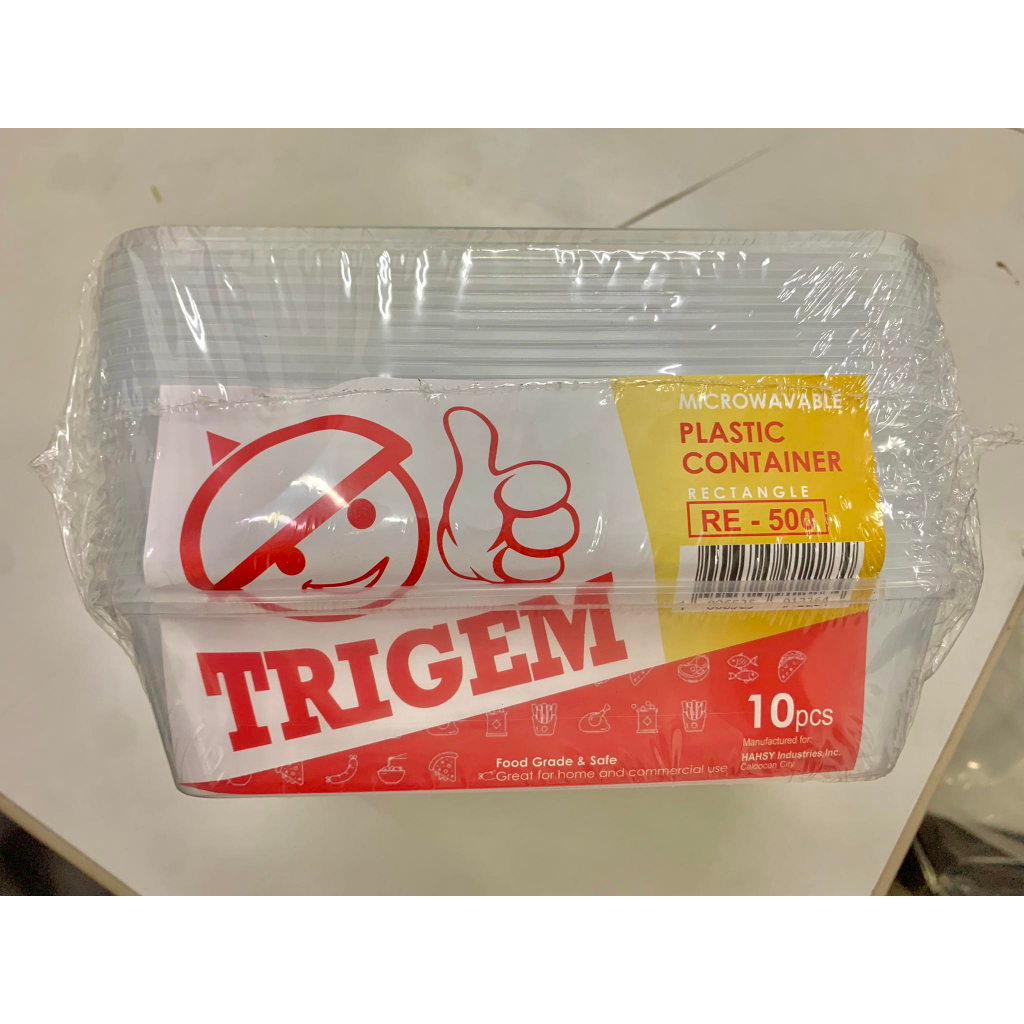 MICROWAVABLE
PLASTIC
CONTAINER
RECTANGLE
RE - 500
TRIGEM
10pcs
Manufactured for:
HAHSY Industries, Inc.
Caloocan City
Food Grade & Safe
Great for home and commercial use